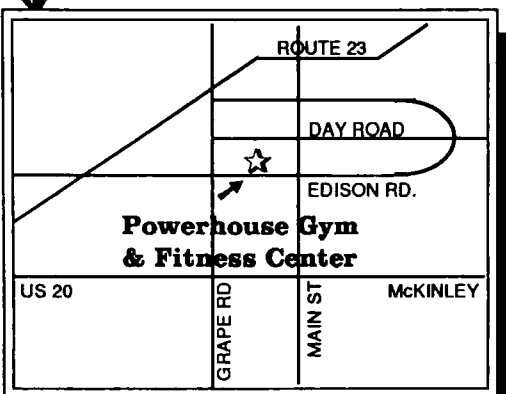 ROUTE 23
DAY ROAD
EDISON RD.
Powerhouse Gym
& Fitness Center
US 20
McKINLEY
GRAPE RD
MAIN ST